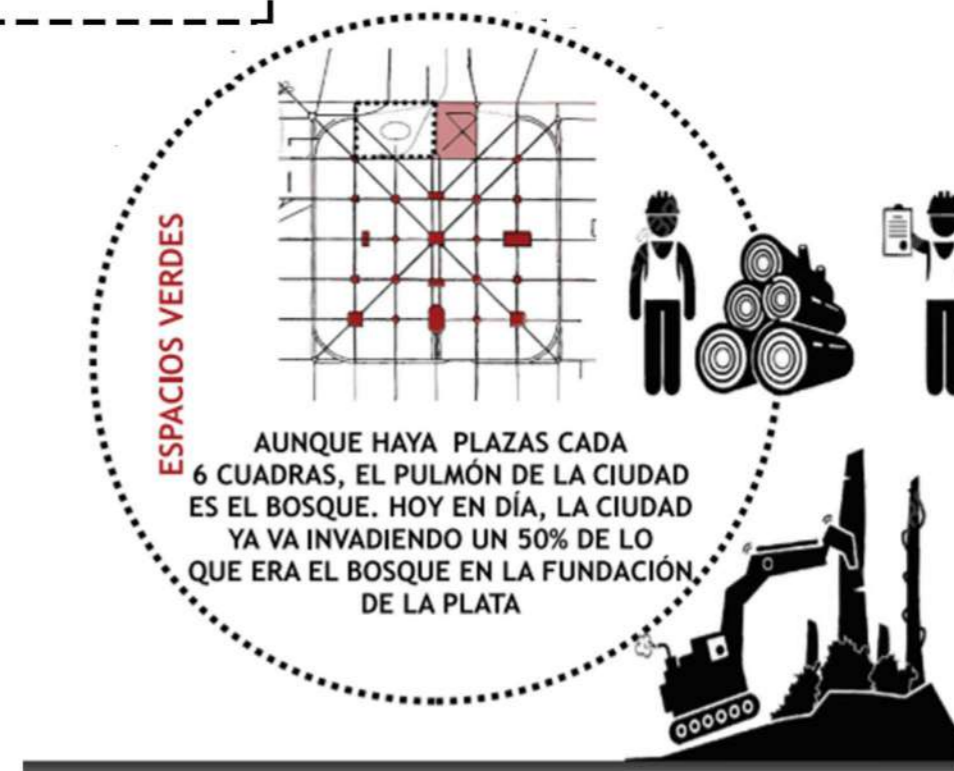 ESPACIOS VERDES
AUNQUE HAYA PLAZAS CADA
6 CUADRAS, EL PULMÓN DE LA CIUDAD
ES EL BOSQUE. HOY EN DÍA, LA CIUDAD
YA VA INVADIENDO UN 50% DE LO
QUE ERA EL BOSQUE EN LA FUNDACIÓN
DE LA PLATA